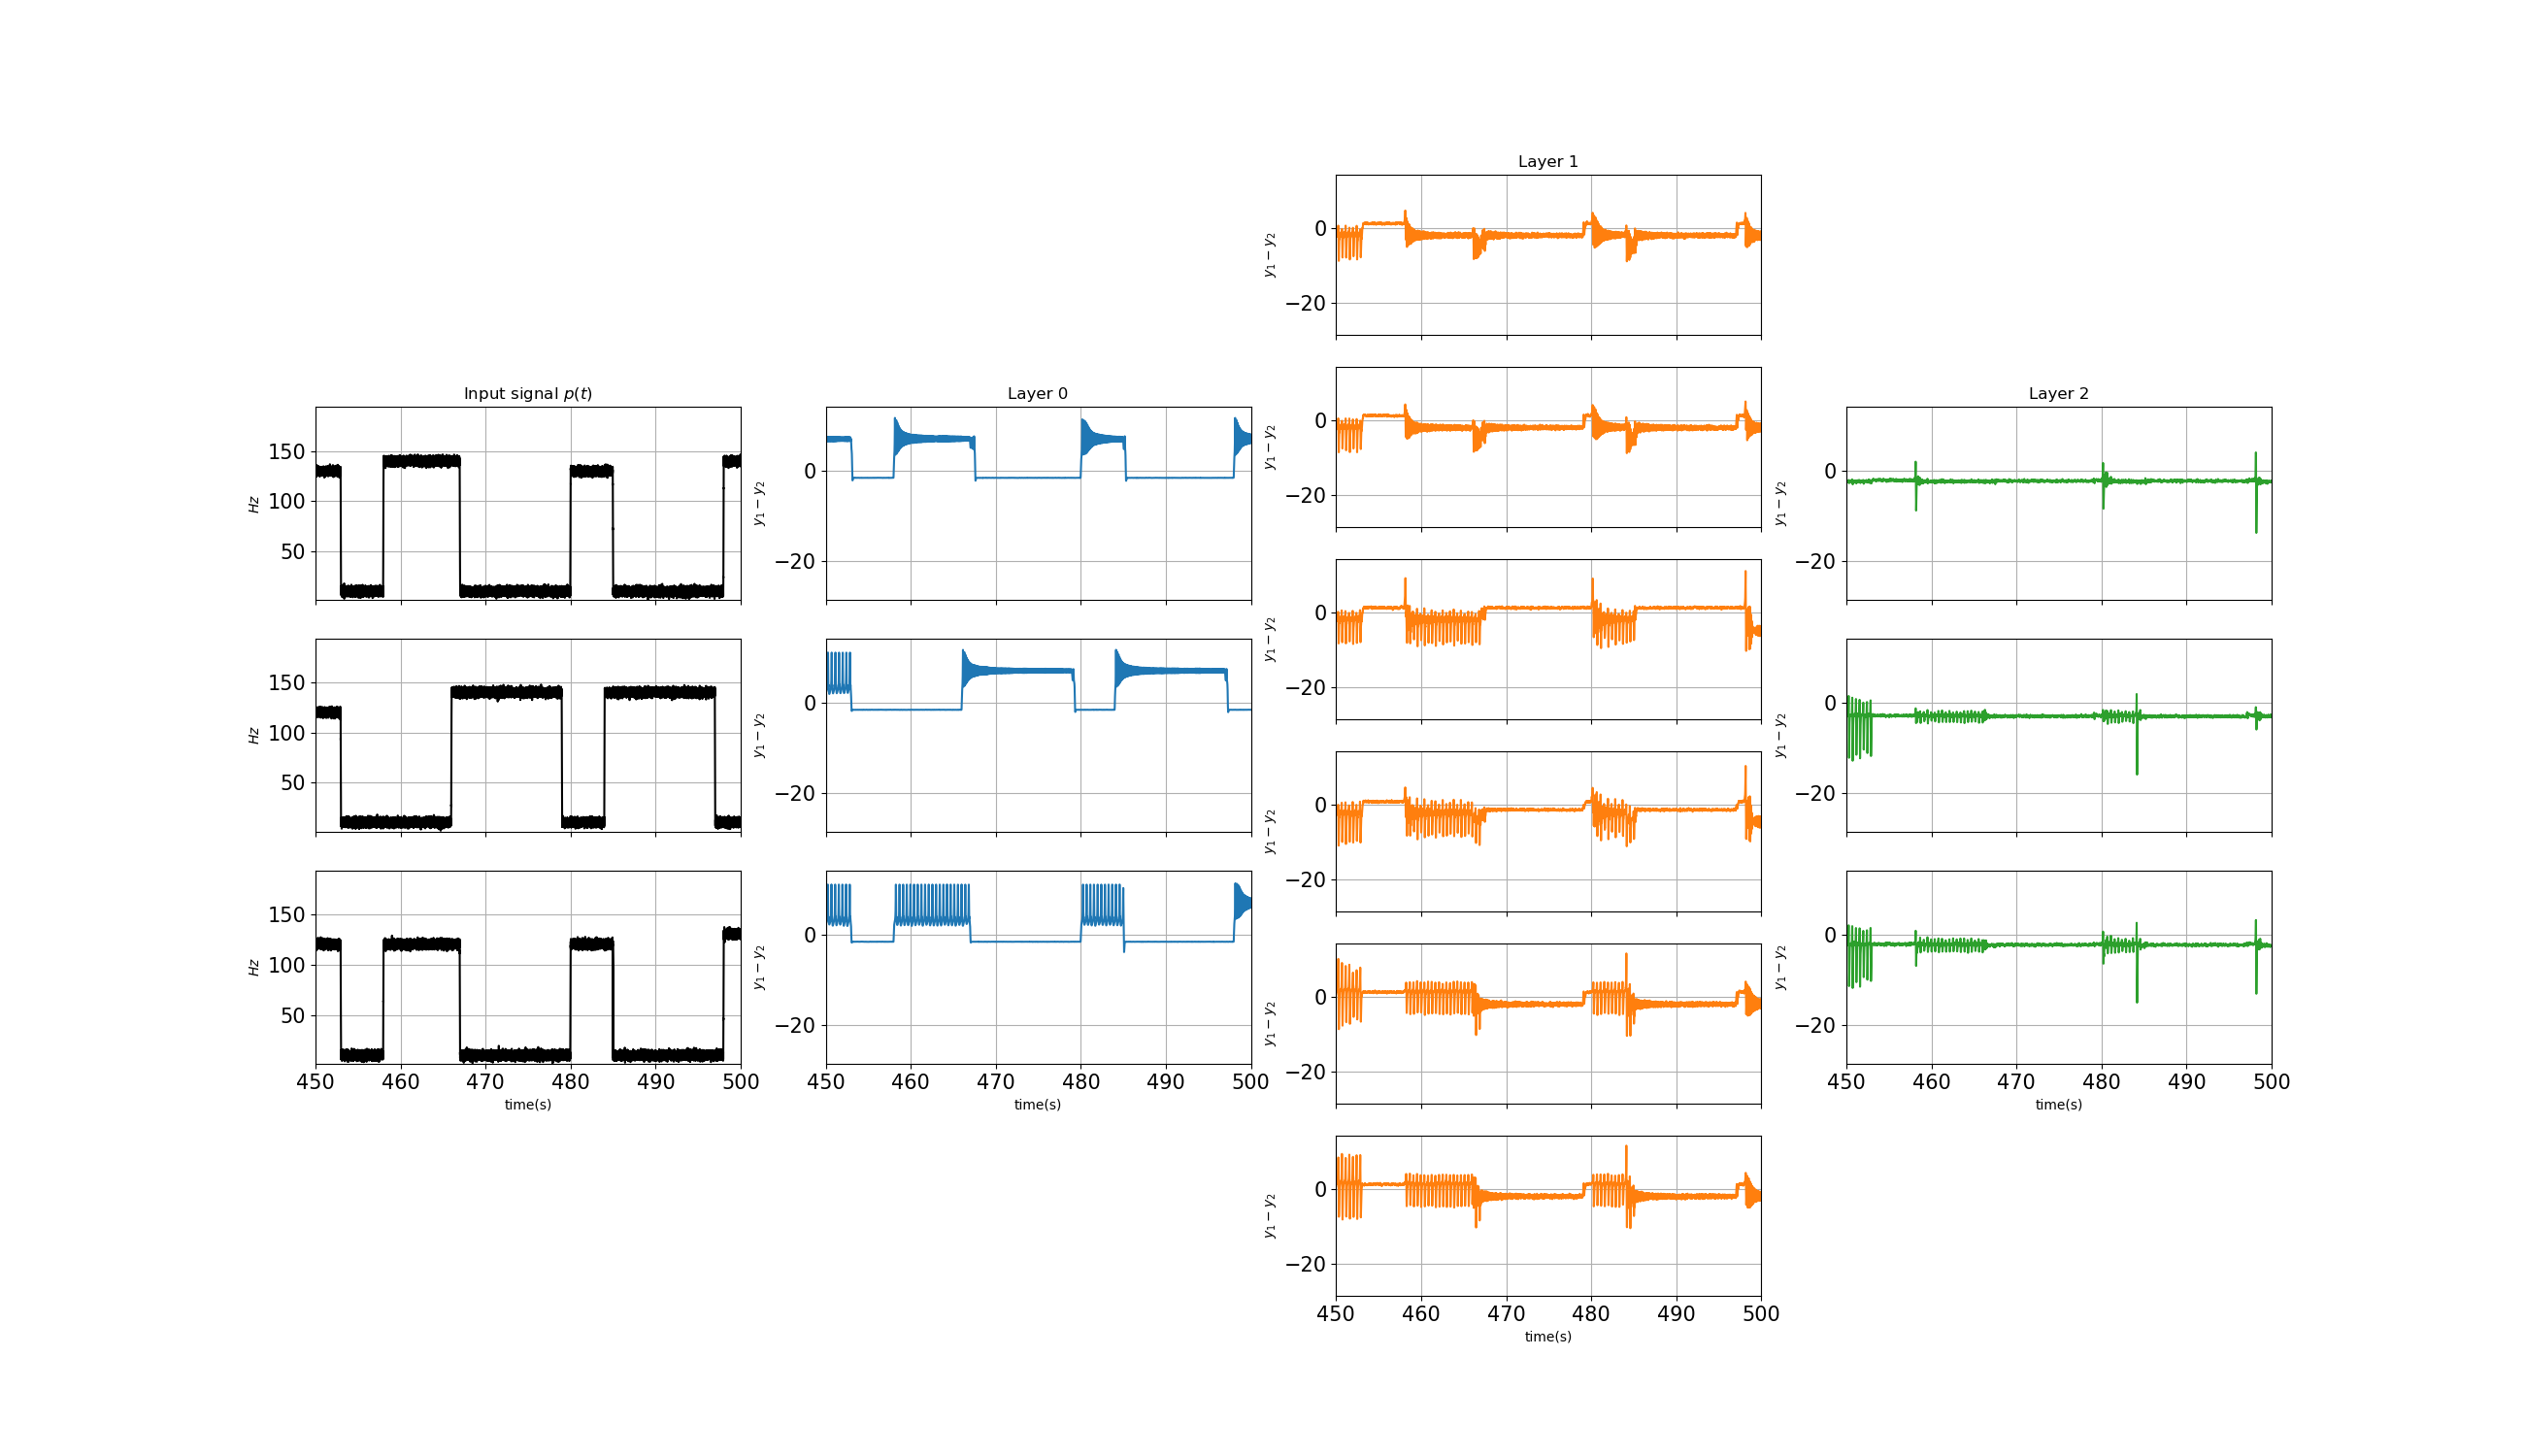 Input signal p(t)
Hz
150
100
50
Hz
150
100
50
Hz
150
100
50
450 460 470 480 490 500
time(s)
Layer 0
y₁ − y₂
0
−20
y₁ − y₂
0
−20
y₁ − y₂
0
−20
450 460 470 480 490 500
time(s)
Layer 1
y₁ − y₂
0
−20
y₁ − y₂
0
−20
y₁ − y₂
0
−20
y₁ − y₂
0
−20
y₁ − y₂
0
−20
y₁ − y₂
0
−20
450 460 470 480 490 500
time(s)
Layer 2
y₁ − y₂
0
−20
y₁ − y₂
0
−20
y₁ − y₂
0
−20
450 460 470 480 490 500
time(s)